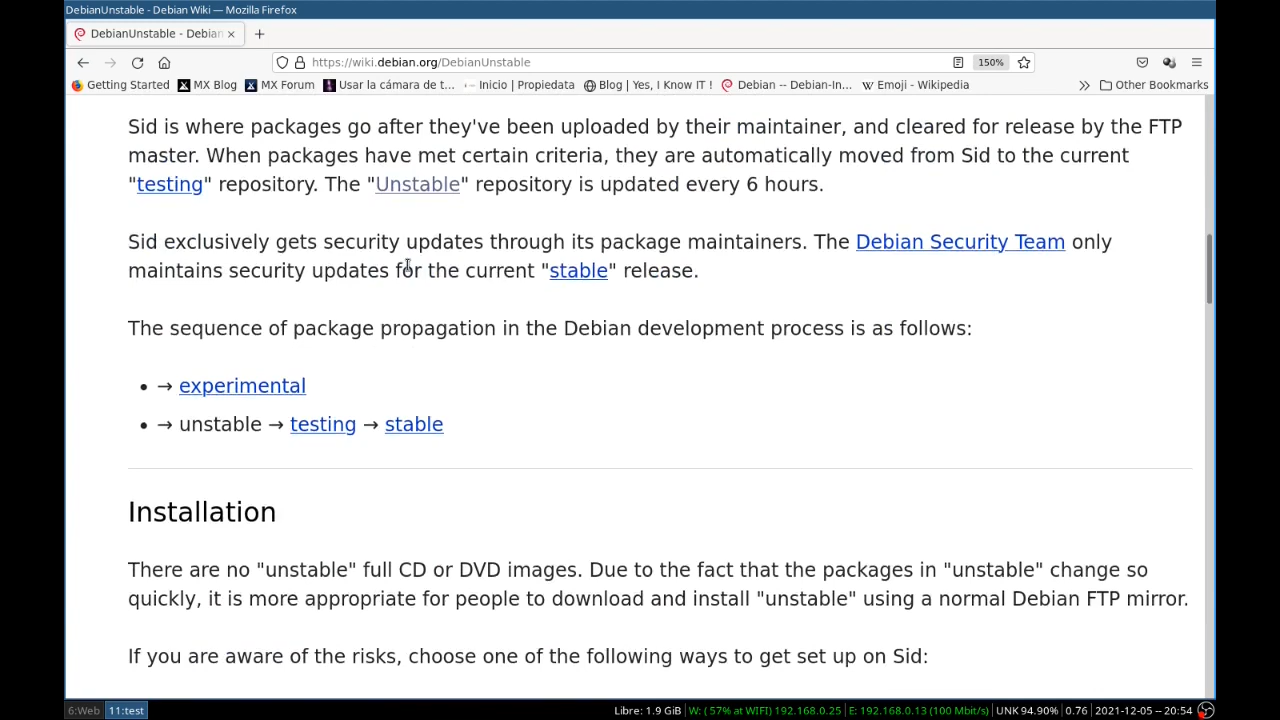 DebianUnstable - Debian Wiki — Mozilla Firefox
DebianUnstable - Debian
https://wiki.debian.org/DebianUnstable
150%
Getting Started MX Blog MX Forum Usar la cámara de t... Inicio | Propiedata Blog | Yes, I Know IT ! Debian -- Debian-In... Emoji - Wikipedia Other Bookmarks
Sid is where packages go after they've been uploaded by their maintainer, and cleared for release by the FTP
master. When packages have met certain criteria, they are automatically moved from Sid to the current
"testing" repository. The "Unstable" repository is updated every 6 hours.
Sid exclusively gets security updates through its package maintainers. The Debian Security Team only
maintains security updates for the current "stable" release.
The sequence of package propagation in the Debian development process is as follows:
• → experimental
• → unstable → testing → stable
Installation
There are no "unstable" full CD or DVD images. Due to the fact that the packages in "unstable" change so
quickly, it is more appropriate for people to download and install "unstable" using a normal Debian FTP mirror.
If you are aware of the risks, choose one of the following ways to get set up on Sid:
6:Web 11:test Libre: 1.9 GiB | W: ( 57% at WIFI) 192.168.0.25 | E: 192.168.0.13 (100 Mbit/s) | UNK 94.90% | 0.76 | 2021-12-05 -- 20:54